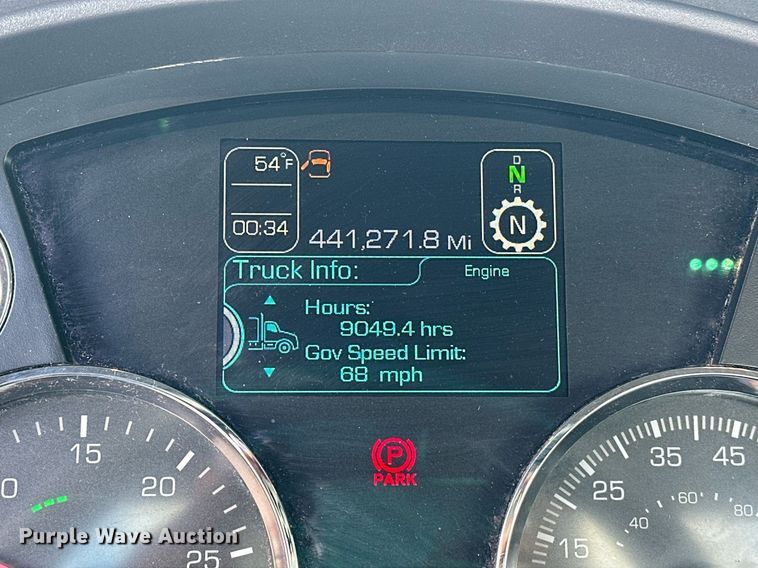 54°F
D
N
R
00:34
N
441,271.8 Mi
Truck Info:
Engine
Hours:
9049.4 hrs
Gov Speed Limit:
68 mph
P
PARK
15
20
25
15
25
35
45
40
60
80
Purple Wave Auction